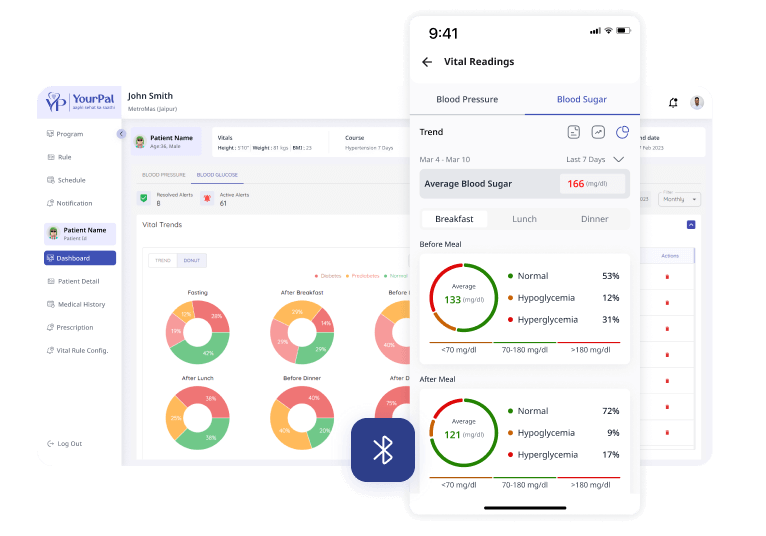 YourPal
aapki sehat ka saathi
Program
Rule
Schedule
Notification
Patient Name
Patient Id
Dashboard
Patient Detail
Medical History
Prescription
Vital Rule Config.
Log Out
John Smith
MetroMas (Jaipur)
Patient Name
Age 36, Male
Vitals
Height : 5'10" | Weight : 81 kgs | BMI : 23
Course
Hypertension 7 Days
nd date
7 Feb 2023
BLOOD PRESSURE
BLOOD GLUCOSE
Resolved Alerts
8
Active Alerts
61
023
Filter
Monthly
Vital Trends
TREND
DONUT
Diabetes
Prediabetes
Normal
Actions
Fasting
12%
28%
47%
After Breakfast
29%
14%
29%
29%
Before
40%
After Lunch
38%
25%
38%
Before Dinner
40%
40%
20%
After D
75%
9:41
Vital Readings
Blood Pressure
Blood Sugar
Trend
Mar 4 - Mar 10
Last 7 Days
Average Blood Sugar
166 (mg/dl)
Breakfast
Lunch
Dinner
Before Meal
Average
133 (mg/dl)
Normal 53%
Hypoglycemia 12%
Hyperglycemia 31%
<70 mg/dl
70-180 mg/dl
>180 mg/dl
After Meal
Average
121 (mg/dl)
Normal 72%
Hypoglycemia 9%
Hyperglycemia 17%
<70 mg/dl
70-180 mg/dl
>180 mg/dl